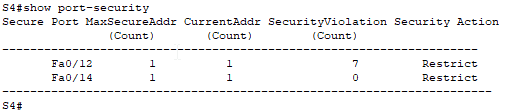 S4#show port-security
Secure Port MaxSecureAddr CurrentAddr SecurityViolation Security Action
(Count) (Count) (Count)
--------------------------------------------------------------------
Fa0/12 1 1 7 Restrict
Fa0/14 1 1 0 Restrict
----------------------------------------------------------------------
S4#